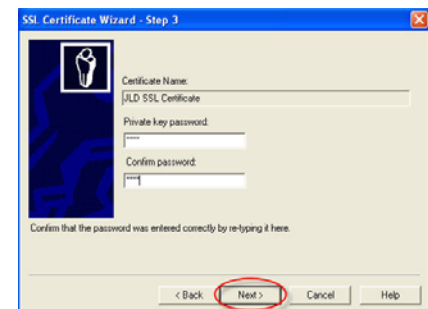 SSL Certificate Wizard - Step 3
Certificate Name:
JLD SSL Certificate
Private key password:
****
Confirm password:
****
Confirm that the password was entered correctly by re-typing it here.
< Back Next > Cancel Help